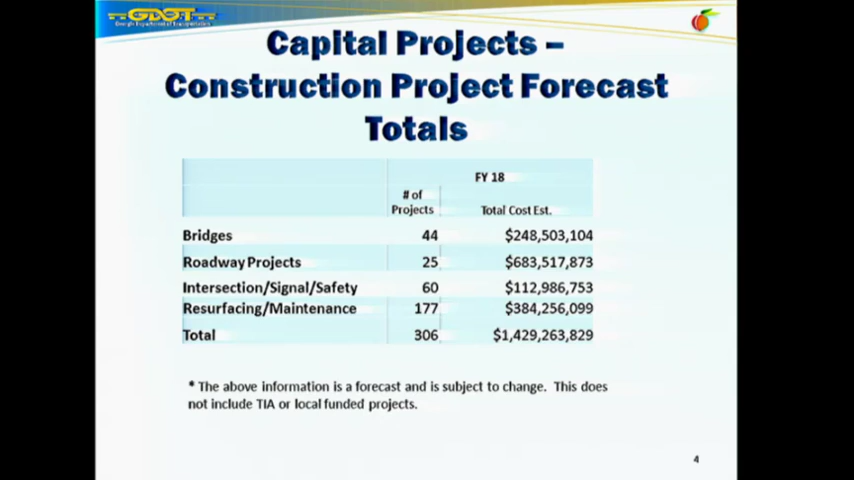 GDOT
Georgia Department of Transportation
Capital Projects –
Construction Project Forecast
Totals
FY 18
# of
Projects Total Cost Est.
Bridges 44 $248,503,104
Roadway Projects 25 $683,517,873
Intersection/Signal/Safety 60 $112,986,753
Resurfacing/Maintenance 177 $384,256,099
Total 306 $1,429,263,829
* The above information is a forecast and is subject to change. This does
not include TIA or local funded projects.
4